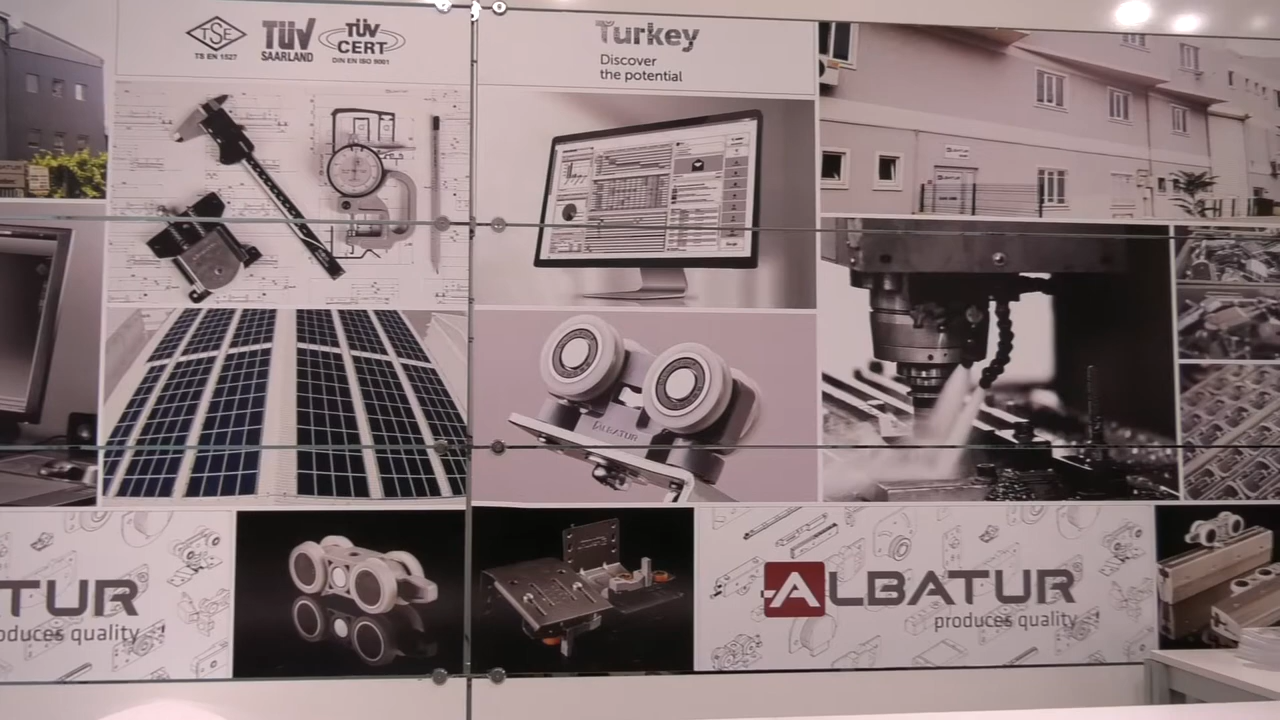 TSE
TS EN 1527
TÜV
SAARLAND
TÜV
CERT
DIN EN ISO 9001
Turkey
Discover
the potential
ALBATUR
TUR
oduces quality
ALBATUR
produces quality